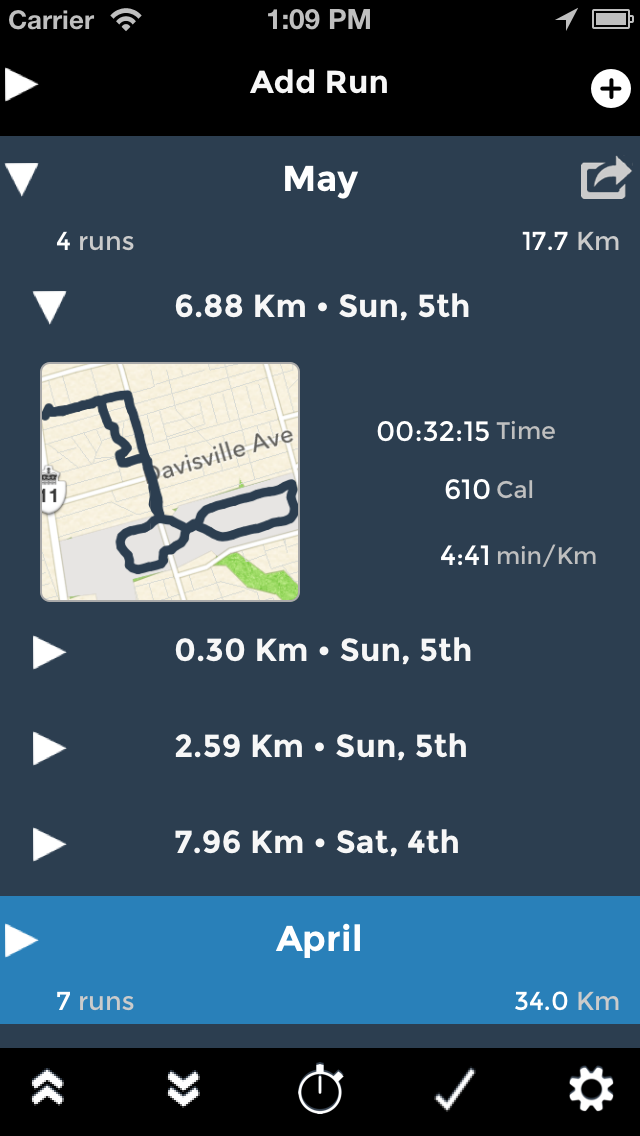 Carrier 1:09 PM
Add Run
May
4 runs 17.7 Km
6.88 Km • Sun, 5th
Davisville Ave
11
00:32:15 Time
610 Cal
4:41 min/Km
0.30 Km • Sun, 5th
2.59 Km • Sun, 5th
7.96 Km • Sat, 4th
April
7 runs 34.0 Km